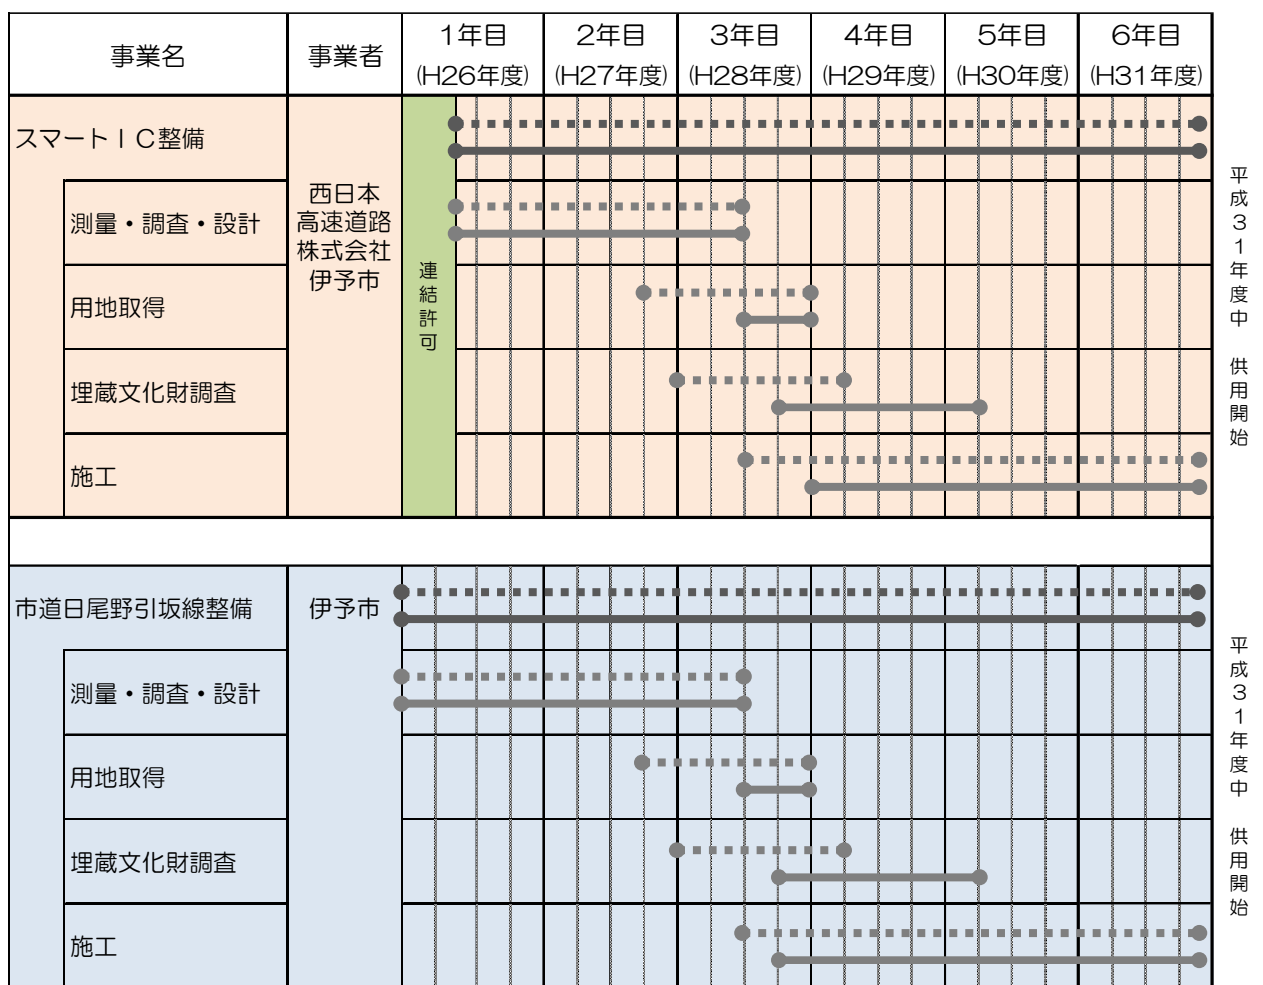 事業名
事業者
1年目
(H26年度)
2年目
(H27年度)
3年目
(H28年度)
4年目
(H29年度)
5年目
(H30年度)
6年目
(H31年度)
スマートＩＣ整備
西日本
高速道路
株式会社
伊予市
連結許可
測量・調査・設計
用地取得
埋蔵文化財調査
施工
平成３１年度中　供用開始
市道日尾野引坂線整備
伊予市
測量・調査・設計
用地取得
埋蔵文化財調査
施工
平成３１年度中　供用開始